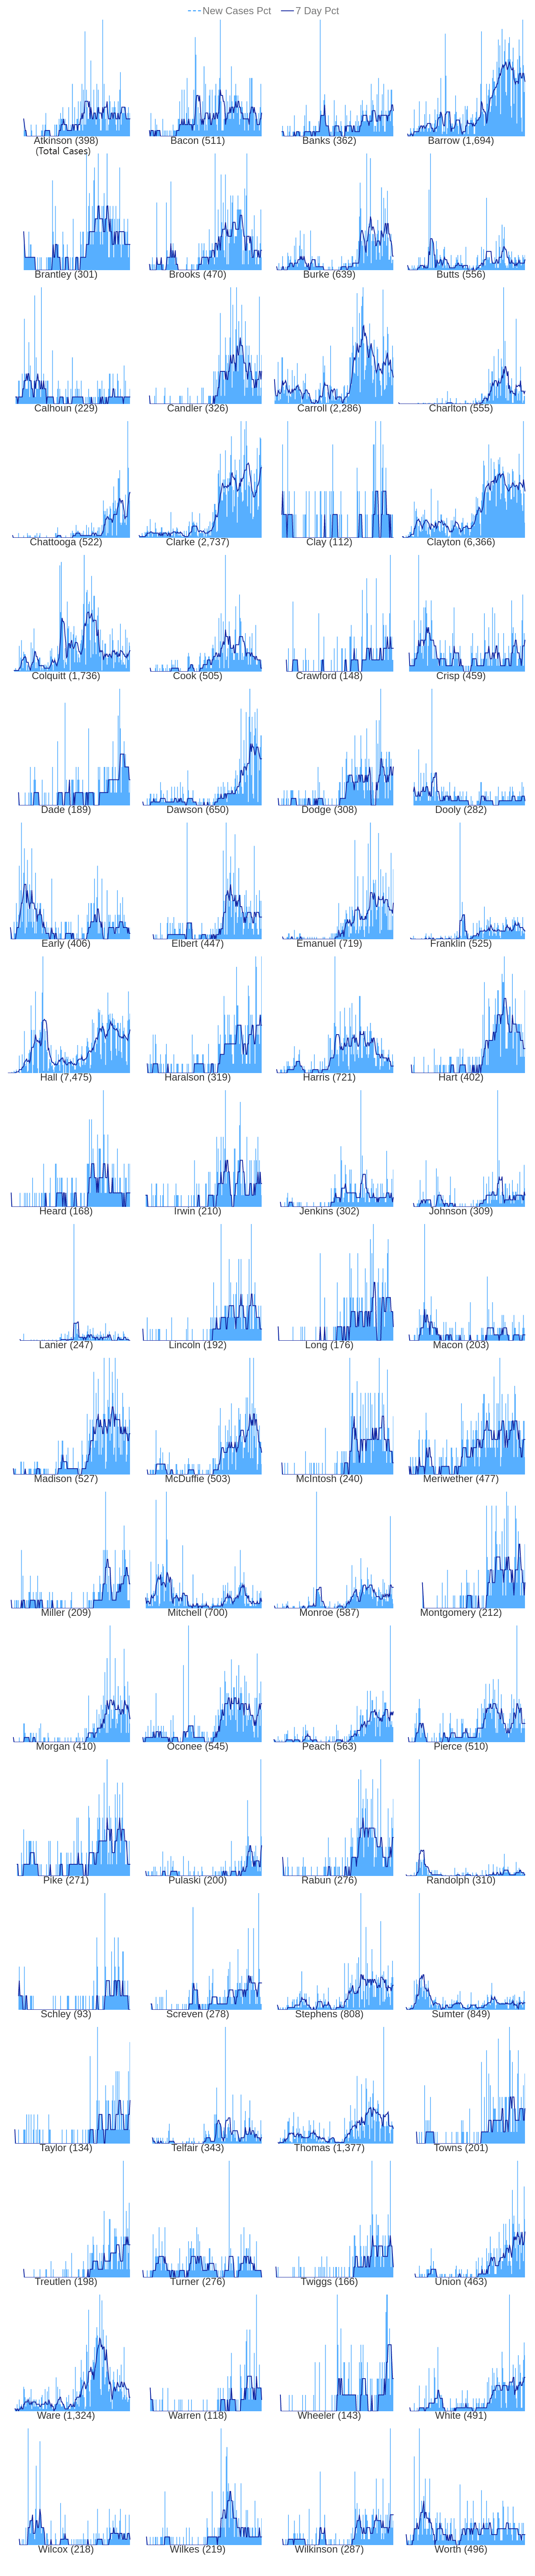 New Cases Pct 7 Day Pct
Atkinson (398) Bacon (511) Banks (362) Barrow (1,694)
(Total Cases)
Brantley (301) Brooks (470) Burke (639) Butts (556)
Calhoun (229) Candler (326) Carroll (2,286) Charlton (555)
Chattooga (522) Clarke (2,737) Clay (112) Clayton (6,366)
Colquitt (1,736) Cook (505) Crawford (148) Crisp (459)
Dade (189) Dawson (650) Dodge (308) Dooly (282)
Early (406) Elbert (447) Emanuel (719) Franklin (525)
Hall (7,475) Haralson (319) Harris (721) Hart (402)
Heard (168) Irwin (210) Jenkins (302) Johnson (309)
Lanier (247) Lincoln (192) Long (176) Macon (203)
Madison (527) McDuffie (503) McIntosh (240) Meriwether (477)
Miller (209) Mitchell (700) Monroe (587) Montgomery (212)
Morgan (410) Oconee (545) Peach (563) Pierce (510)
Pike (271) Pulaski (200) Rabun (276) Randolph (310)
Schley (93) Screven (278) Stephens (808) Sumter (849)
Taylor (134) Telfair (343) Thomas (1,377) Towns (201)
Treutlen (198) Turner (276) Twiggs (166) Union (463)
Ware (1,324) Warren (118) Wheeler (143) White (491)
Wilcox (218) Wilkes (219) Wilkinson (287) Worth (496)